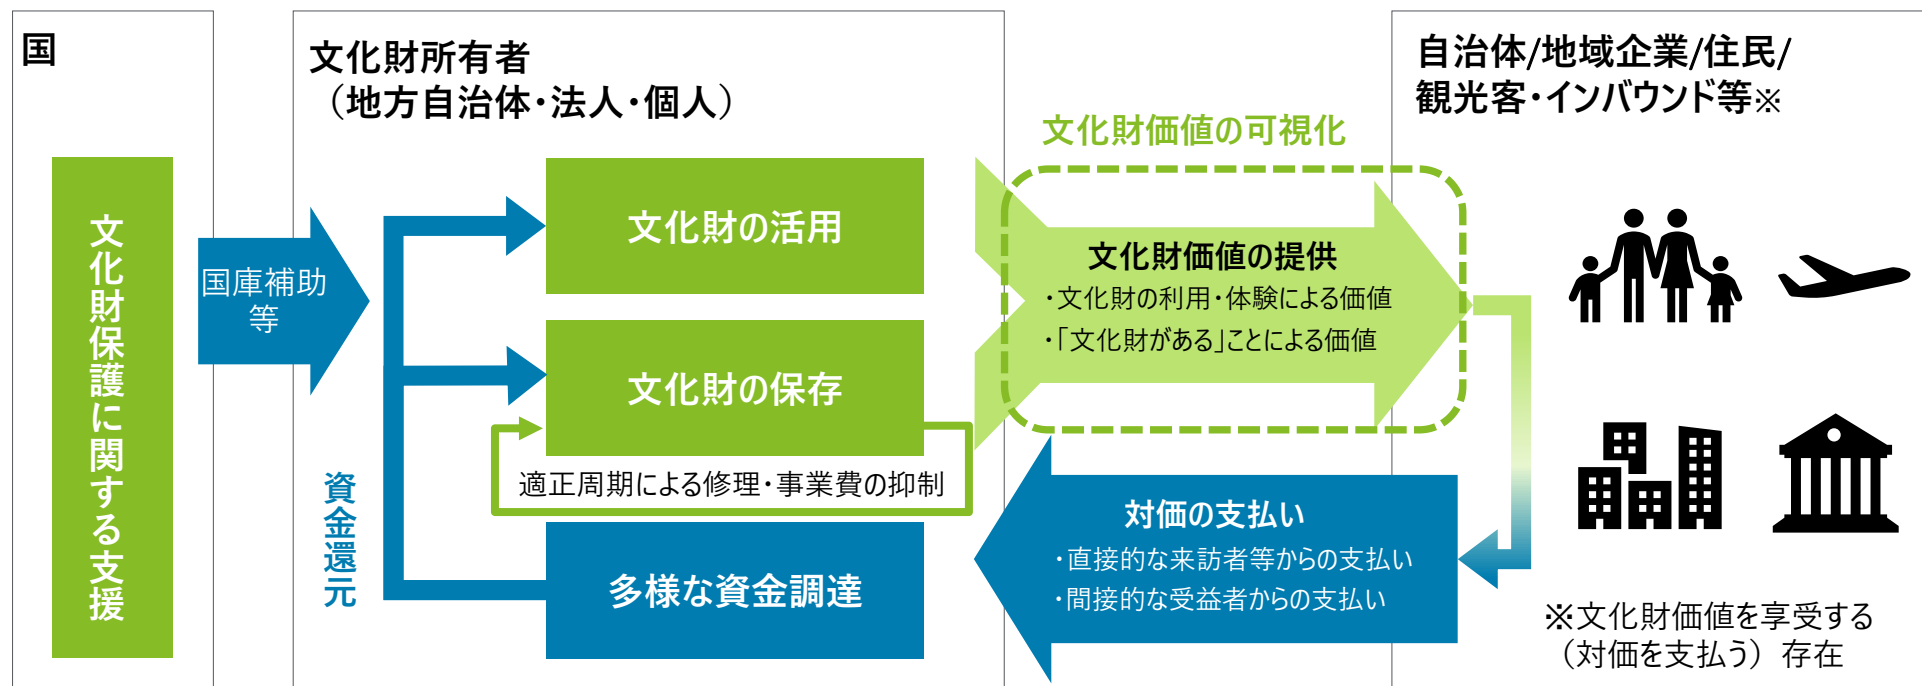 国
文化財保護に関する支援
国庫補助
等
文化財所有者
（地方自治体・法人・個人）
文化財の活用
文化財の保存
適正周期による修理・事業費の抑制
資金還元
多様な資金調達
文化財価値の可視化
文化財価値の提供
・文化財の利用・体験による価値
・「文化財がある」ことによる価値
対価の支払い
・直接的な来訪者等からの支払い
・間接的な受益者からの支払い
自治体/地域企業/住民/
観光客・インバウンド等※
※文化財価値を享受する
（対価を支払う）存在